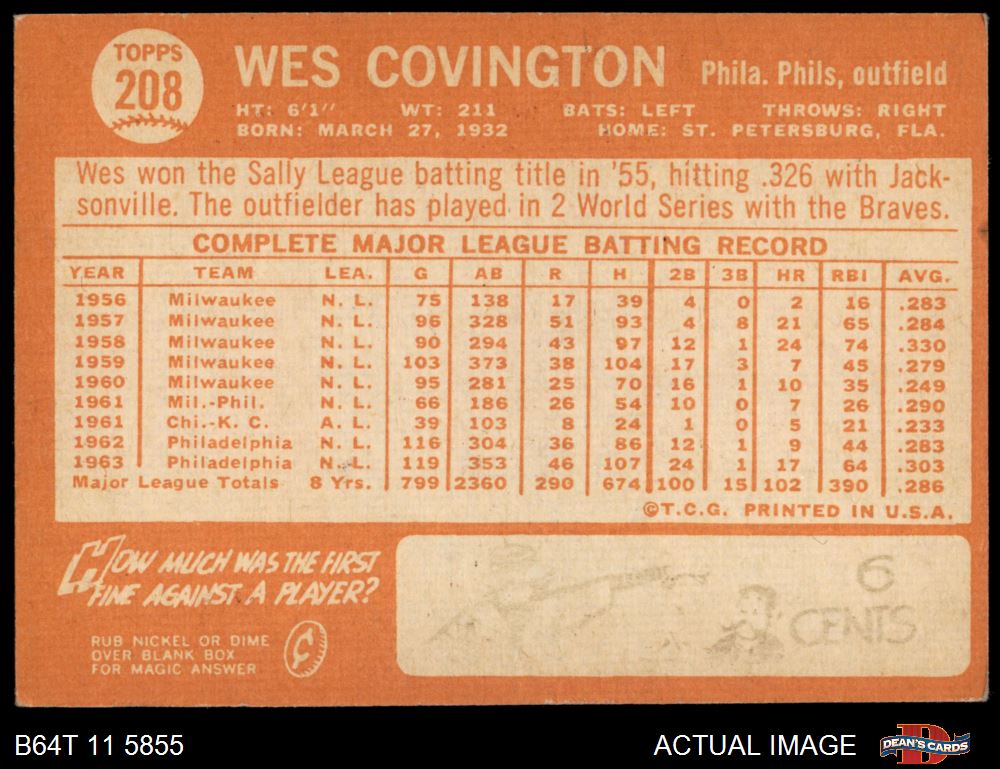 TOPPS
208
WES COVINGTON Phila. Phils, outfield
HT: 6'1" WT: 211 BATS: LEFT THROWS: RIGHT
BORN: MARCH 27, 1932 HOME: ST. PETERSBURG, FLA.
Wes won the Sally League batting title in '55, hitting .326 with Jack-
sonville. The outfielder has played in 2 World Series with the Braves.
COMPLETE MAJOR LEAGUE BATTING RECORD
YEAR TEAM LEA. G AB R H 2B 3B HR RBI AVG.
1956 Milwaukee N. L. 75 138 17 39 4 0 2 16 .283
1957 Milwaukee N. L. 96 328 51 93 4 8 21 65 .284
1958 Milwaukee N. L. 90 294 43 97 12 1 24 74 .330
1959 Milwaukee N. L. 103 373 38 104 17 3 7 45 .279
1960 Milwaukee N. L. 95 281 25 70 16 1 10 35 .249
1961 Mil.-Phil. N. L. 66 186 26 54 10 0 7 26 .290
1961 Chi.-K. C. A. L. 39 103 8 24 1 0 5 21 .233
1962 Philadelphia N. L. 116 304 36 86 12 1 9 44 .283
1963 Philadelphia N. L. 119 353 46 107 24 1 17 64 .303
Major League Totals 8 Yrs. 799 2360 290 674 100 15 102 390 .286
©T.C.G. PRINTED IN U.S.A.
HOW MUCH WAS THE FIRST
FINE AGAINST A PLAYER?
RUB NICKEL OR DIME
OVER BLANK BOX
FOR MAGIC ANSWER
¢
6
CENTS
B64T 11 5855
ACTUAL IMAGE
DEAN'S CARDS